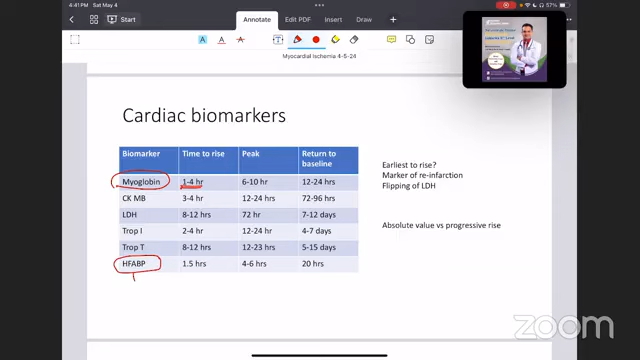 4:41 PM Sat May 4
57%
Start
Annotate
Edit PDF
Insert
Draw
Myocardial Ischemia 4-5-24
Cardiac biomarkers
Biomarker Time to rise Peak Return to baseline
Myoglobin 1-4 hr 6-10 hr 12-24 hrs
CK MB 3-4 hr 12-24 hrs 72-96 hrs
LDH 8-12 hrs 72 hr 7-12 days
Trop I 2-4 hr 12-24 hr 4-7 days
Trop T 8-12 hrs 12-23 hrs 5-15 days
HFABP 1.5 hrs 4-6 hrs 20 hrs
Earliest to rise?
Marker of re-infarction
Flipping of LDH
Absolute value vs progressive rise
zoom